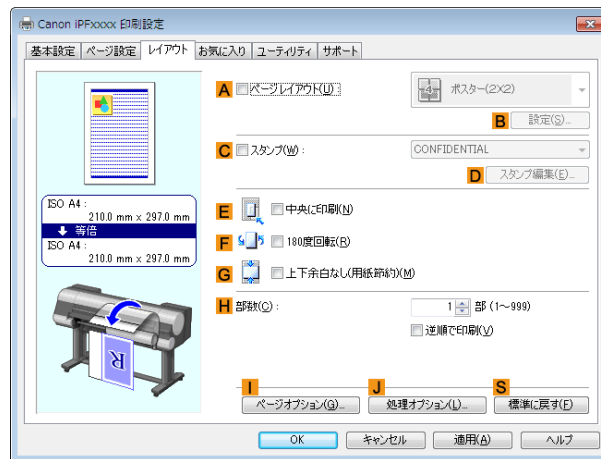 Canon iPFxxxx 印刷設定
基本設定 ページ設定 レイアウト お気に入り ユーティリティ サポート
A ページレイアウト(U) : 4 ポスター(2×2)
B 設定(S)...
C スタンプ(W) : CONFIDENTIAL
D スタンプ編集(E)...
ISO A4 :
210.0 mm x 297.0 mm
等倍
ISO A4 :
210.0 mm x 297.0 mm
E 中央に印刷(N)
F 180度回転(R)
G 上下余白なし(用紙節約)(M)
H 部数(C) : 1 部 (1～999)
逆順で印刷(V)
R
I J S
ページオプション(G)... 処理オプション(L)... 標準に戻す(F)
OK キャンセル 適用(A) ヘルプ